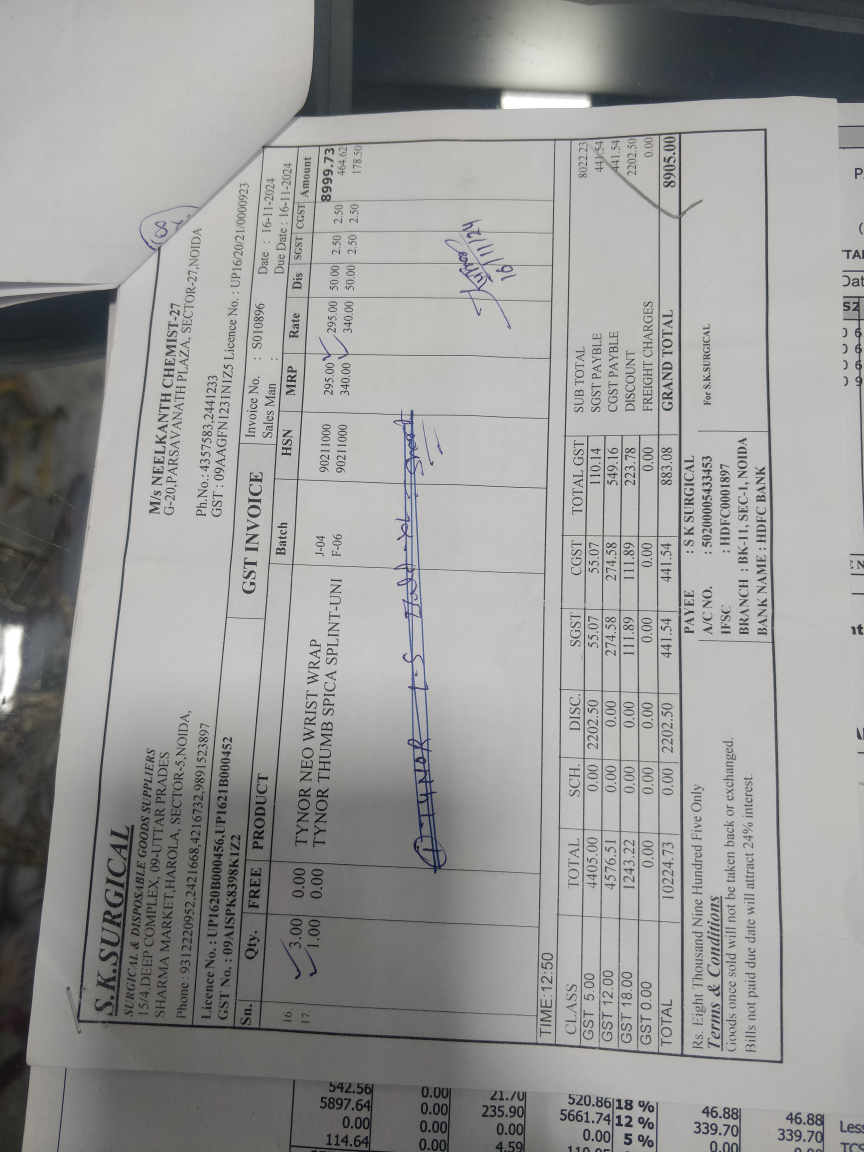 S.K.SURGICAL
SURGICAL & DISPOSABLE GOODS SUPPLIERS
15/4,DEEP COMPLEX, 09-UTTAR PRADES
SHARMA MARKET,HAROLA, SECTOR-5,NOIDA,
Phone : 9312220952,2421668,4216732,9891523897
Licence No. : UP1620B000456,UP1621B000452
GST No. : 09AISPK8398K1Z2
M/s NEELKANTH CHEMIST-27
G-20,PARSAVANATH PLAZA, SECTOR-27,NOIDA
Ph.No.: 4357583,2441233
GST : 09AAGFN1231N1Z5 Licence No. : UP16/20/21/0000923
GST INVOICE
Invoice No. : S010896 Date : 16-11-2024
Sales Man : Due Date : 16-11-2024
Sn. Qty. FREE PRODUCT Batch HSN MRP Rate Dis SGST CGST Amount
8999.73
16. 3.00 0.00 TYNOR NEO WRIST WRAP J-04 90211000 295.00 295.00 50.00 2.50 2.50 464.62
17. 1.00 0.00 TYNOR THUMB SPICA SPLINT-UNI F-06 90211000 340.00 340.00 50.00 2.50 2.50 178.50
TYNOR L-S
16/11/24
TIME:12:50
CLASS TOTAL SCH. DISC. SGST CGST TOTAL GST
GST 5.00 4405.00 0.00 2202.50 55.07 55.07 110.14
GST 12.00 4576.51 0.00 0.00 274.58 274.58 549.16
GST 18.00 1243.22 0.00 0.00 111.89 111.89 223.78
GST 0.00 0.00 0.00 0.00 0.00 0.00 0.00
TOTAL 10224.73 0.00 2202.50 441.54 441.54 883.08
SUB TOTAL 8022.23
SGST PAYBLE 441.54
CGST PAYBLE 441.54
DISCOUNT 2202.50
FREIGHT CHARGES 0.00
GRAND TOTAL 8905.00
Rs. Eight Thousand Nine Hundred Five Only
Terms & Conditions
Goods once sold will not be taken back or exchanged.
Bills not paid due date will attract 24% interest.
PAYEE : S K SURGICAL
A/C NO. : 50200005433453
IFSC : HDFC0001897
BRANCH : BK-11, SEC-1, NOIDA
BANK NAME : HDFC BANK
For S.K.SURGICAL
542.56 0.00 21.70 520.86 18 % 46.88 46.88 Less
5897.64 0.00 235.90 5661.74 12 % 339.70 339.70
0.00 0.00 0.00 0.00 5 % 0.00
114.64 0.00 4.59